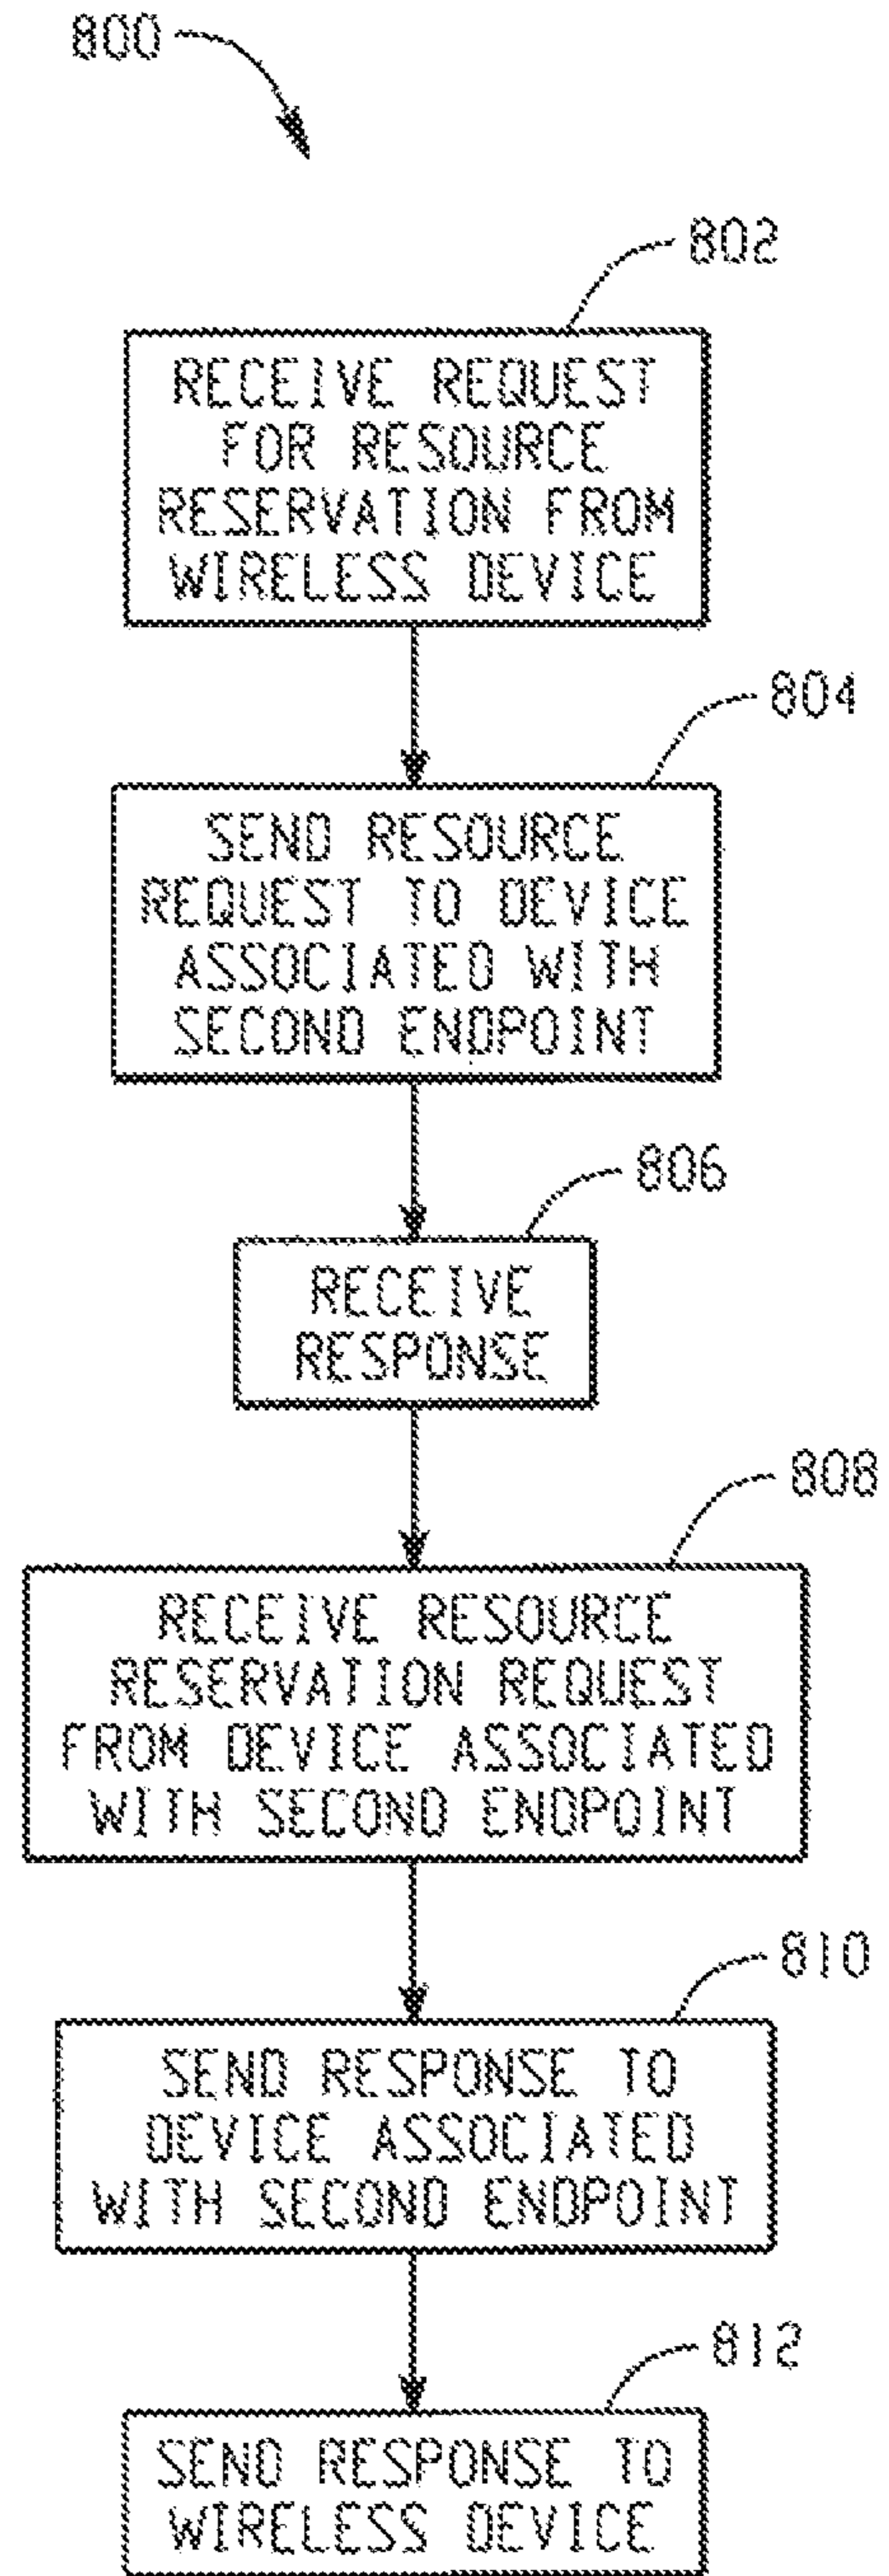 800
802
RECEIVE REQUEST
FOR RESOURCE
RESERVATION FROM
WIRELESS DEVICE
804
SEND RESOURCE
REQUEST TO DEVICE
ASSOCIATED WITH
SECOND ENDPOINT
806
RECEIVE
RESPONSE
808
RECEIVE RESOURCE
RESERVATION REQUEST
FROM DEVICE ASSOCIATED
WITH SECOND ENDPOINT
810
SEND RESPONSE TO
DEVICE ASSOCIATED
WITH SECOND ENDPOINT
812
SEND RESPONSE TO
WIRELESS DEVICE